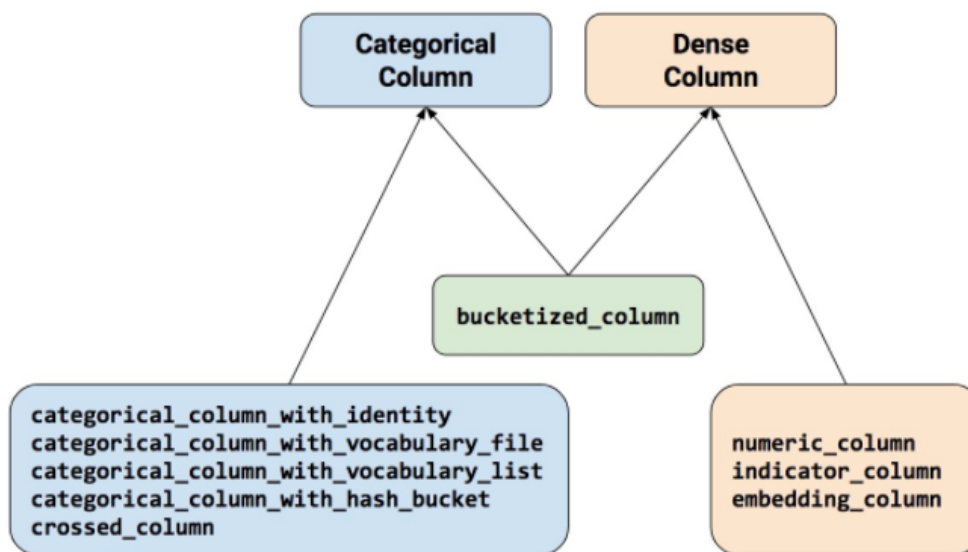 Categorical
Column
Dense
Column
bucketized_column
categorical_column_with_identity
categorical_column_with_vocabulary_file
categorical_column_with_vocabulary_list
categorical_column_with_hash_bucket
crossed_column
numeric_column
indicator_column
embedding_column